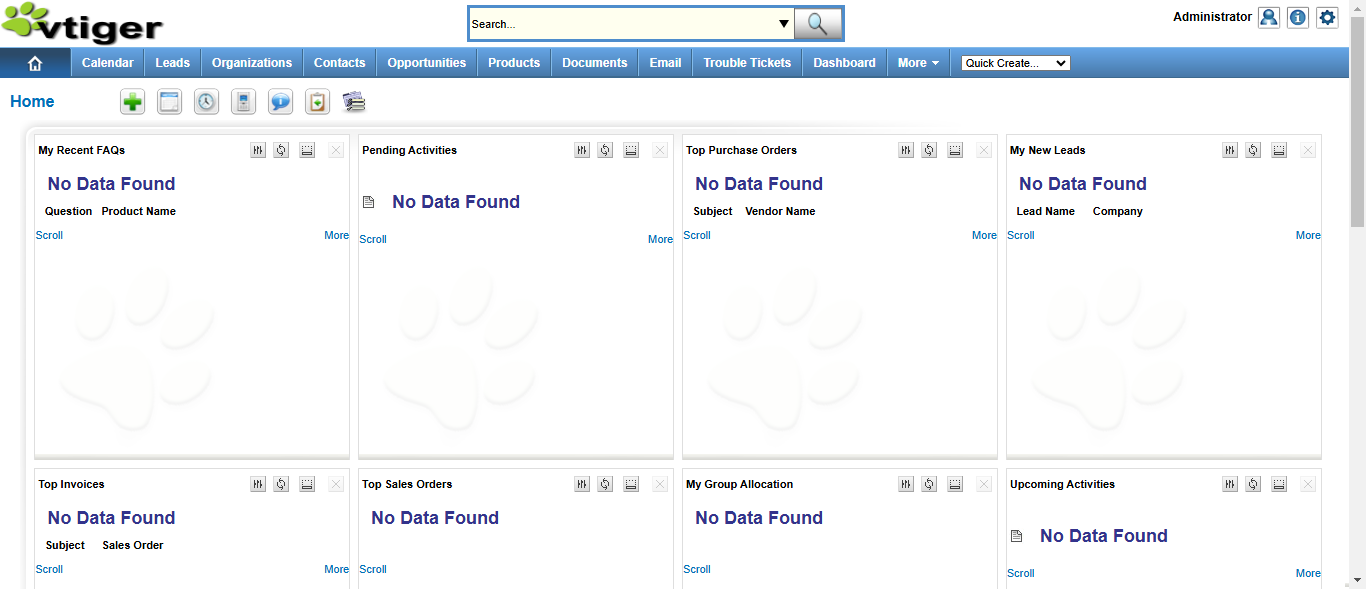 vtiger
Search...
Administrator
Calendar Leads Organizations Contacts Opportunities Products Documents Email Trouble Tickets Dashboard More Quick Create...
Home
My Recent FAQs
No Data Found
Question Product Name
Scroll More
Pending Activities
No Data Found
Scroll More
Top Purchase Orders
No Data Found
Subject Vendor Name
Scroll More
My New Leads
No Data Found
Lead Name Company
Scroll More
Top Invoices
No Data Found
Subject Sales Order
Scroll More
Top Sales Orders
No Data Found
Scroll
My Group Allocation
No Data Found
Scroll
Upcoming Activities
No Data Found
Scroll More